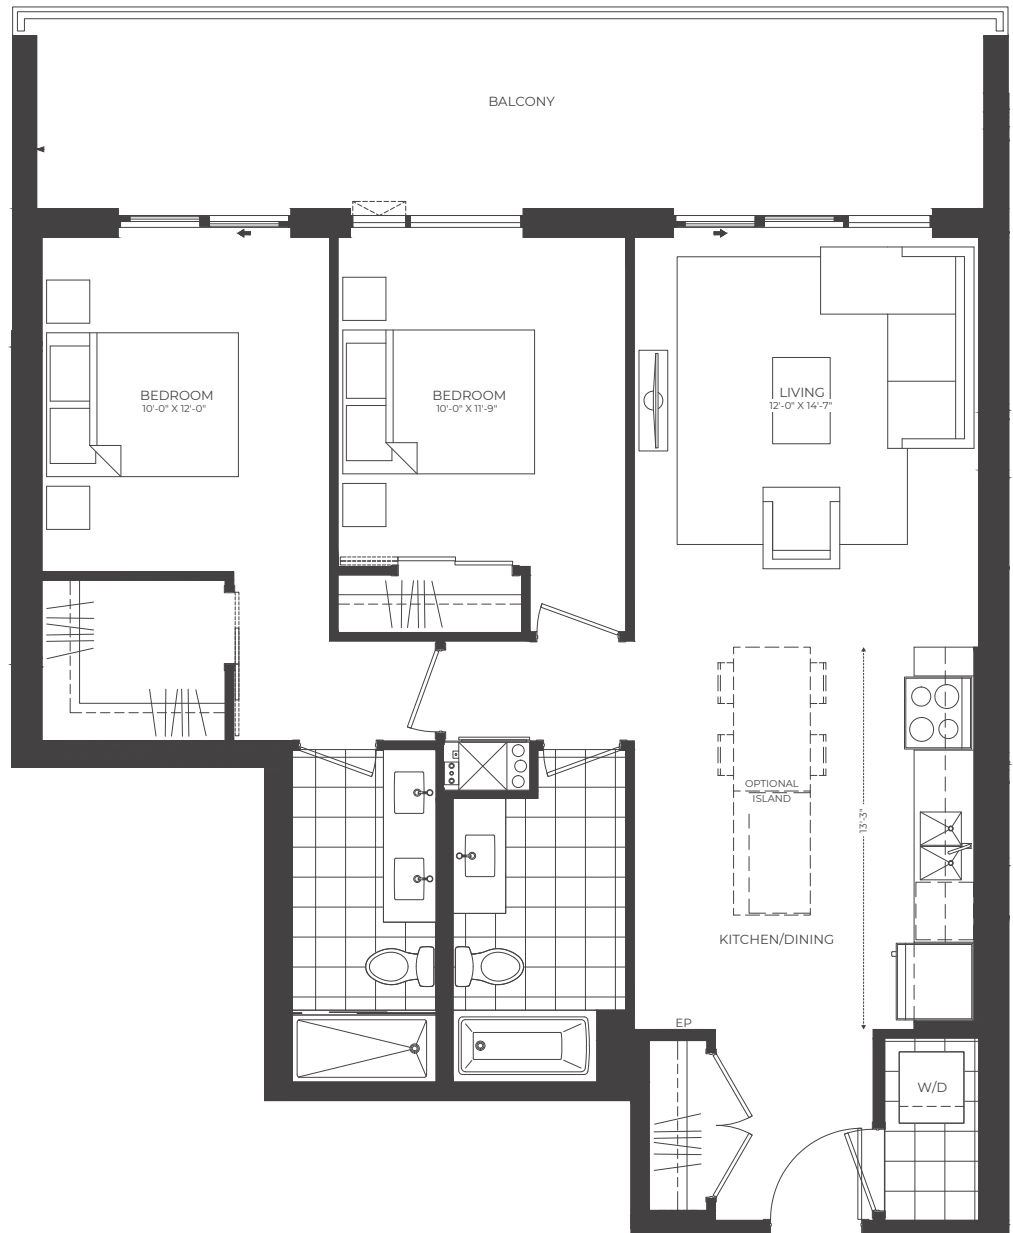 BALCONY
BEDROOM
10'-0" X 12'-0"
BEDROOM
10'-0" X 11'-9"
LIVING
12'-0" X 14'-7"
OPTIONAL
ISLAND
13'-3"
KITCHEN/DINING
EP
W/D